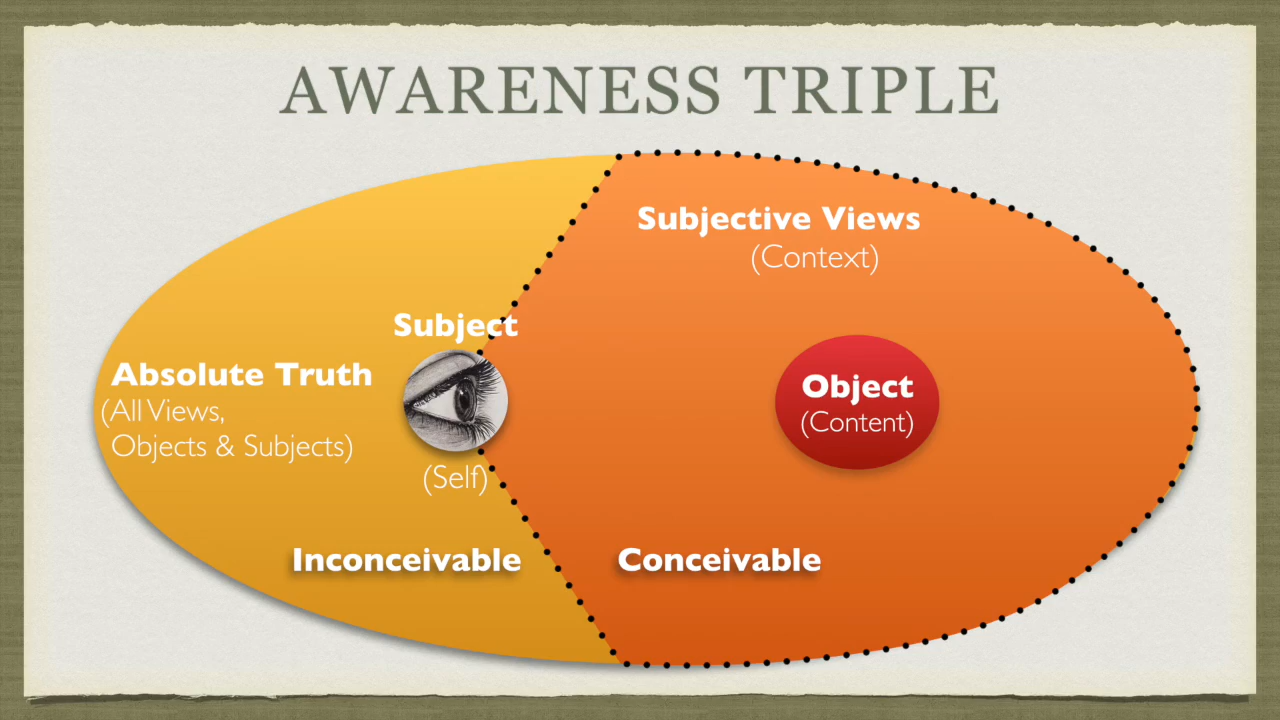 AWARENESS TRIPLE
Subjective Views
(Context)
Subject
Absolute Truth
(All Views,
Objects & Subjects)
(Self)
Object
(Content)
Inconceivable
Conceivable